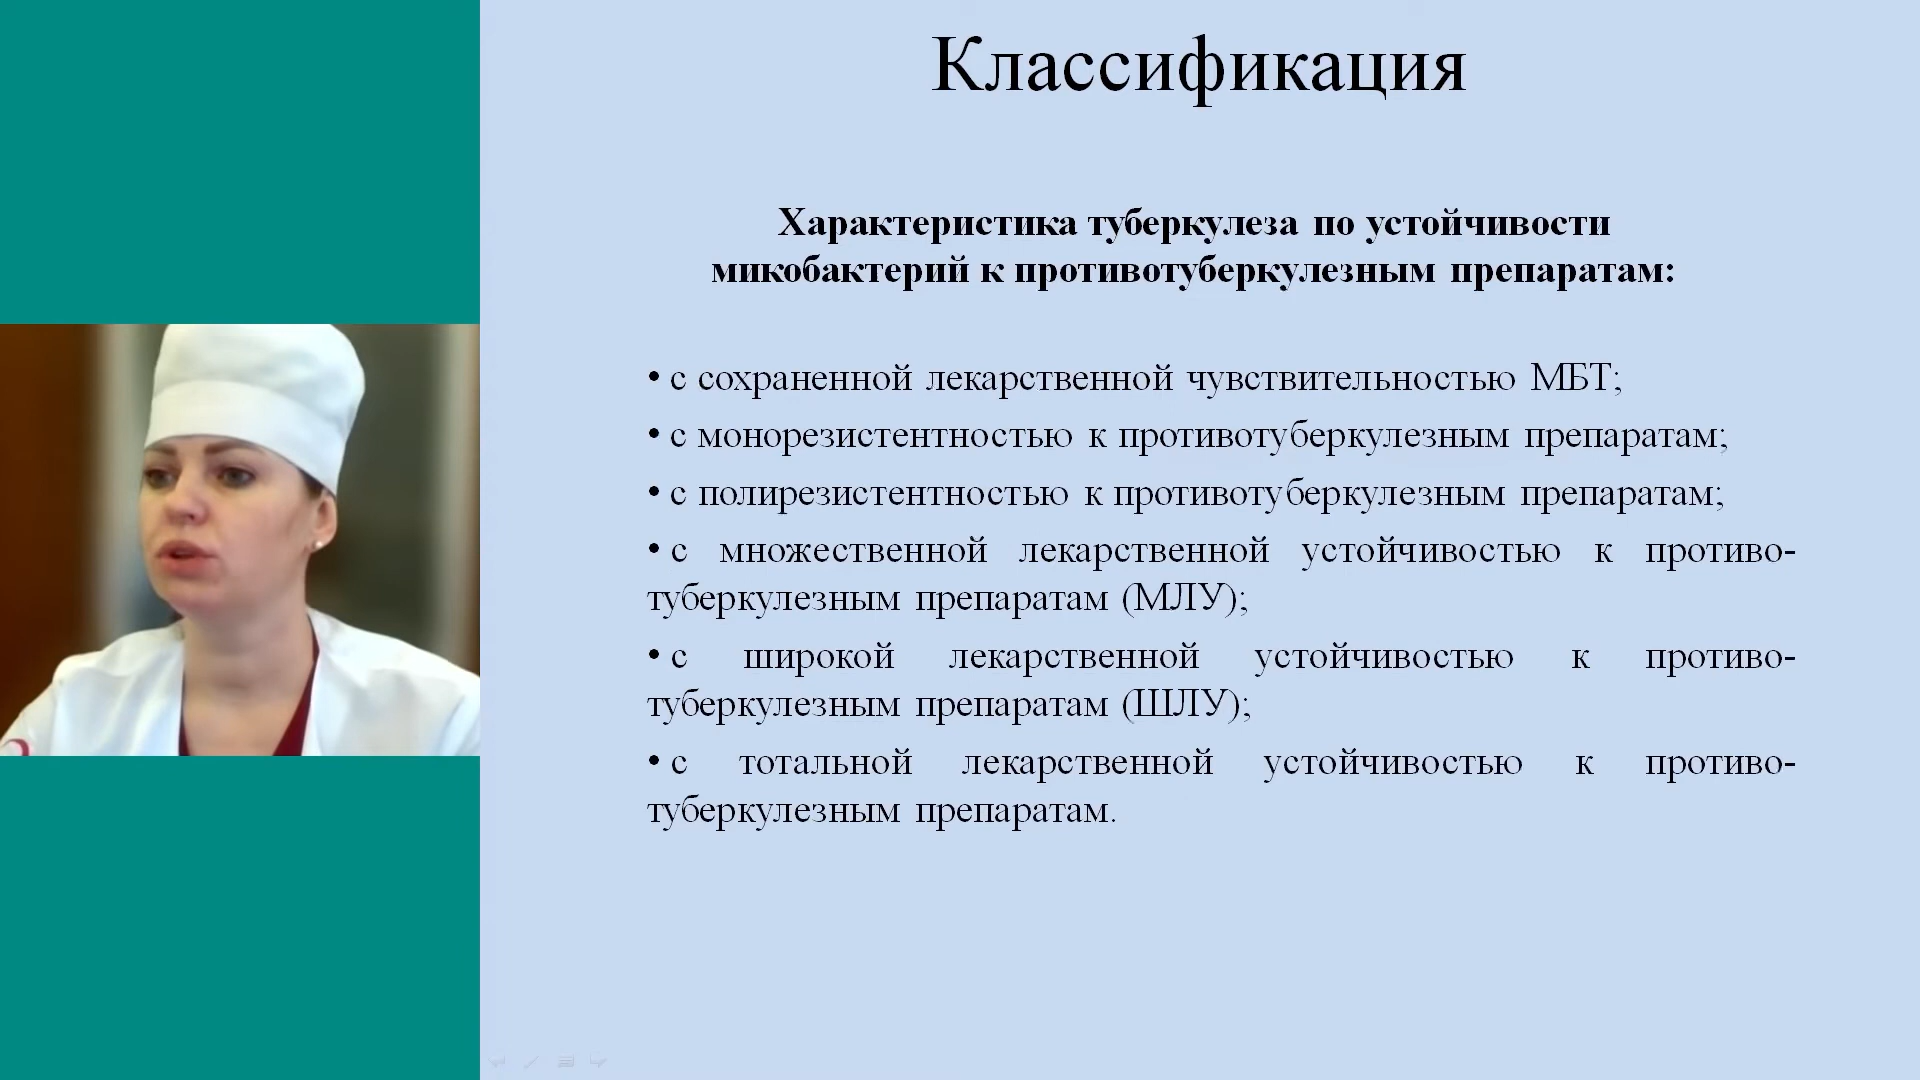 Классификация
Характеристика туберкулеза по устойчивости
микобактерий к противотуберкулезным препаратам:
• с сохраненной лекарственной чувствительностью МБТ;
• с монорезистентностью к противотуберкулезным препаратам;
• с полирезистентностью к противотуберкулезным препаратам;
• с множественной лекарственной устойчивостью к противо-
туберкулезным препаратам (МЛУ);
• с широкой лекарственной устойчивостью к противо-
туберкулезным препаратам (ШЛУ);
• с тотальной лекарственной устойчивостью к противо-
туберкулезным препаратам.